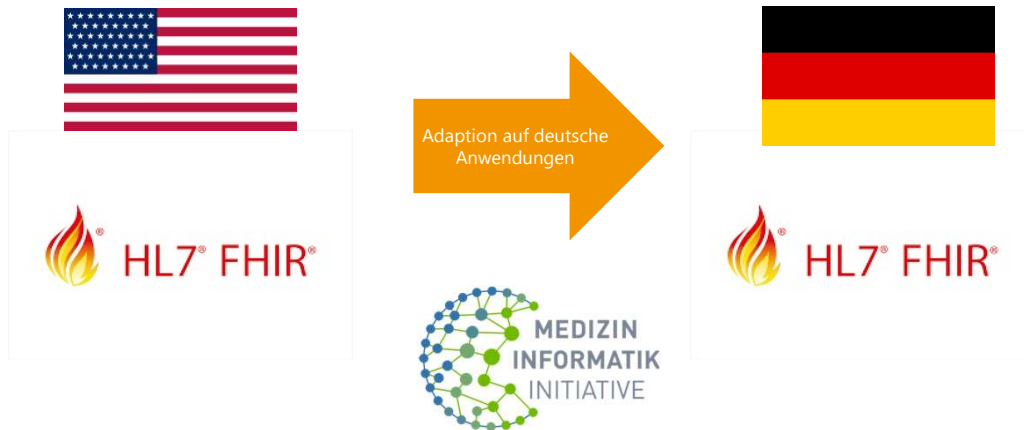 Adaption auf deutsche
Anwendungen
® HL7® FHIR®
® HL7® FHIR®
MEDIZIN
INFORMATIK
INITIATIVE